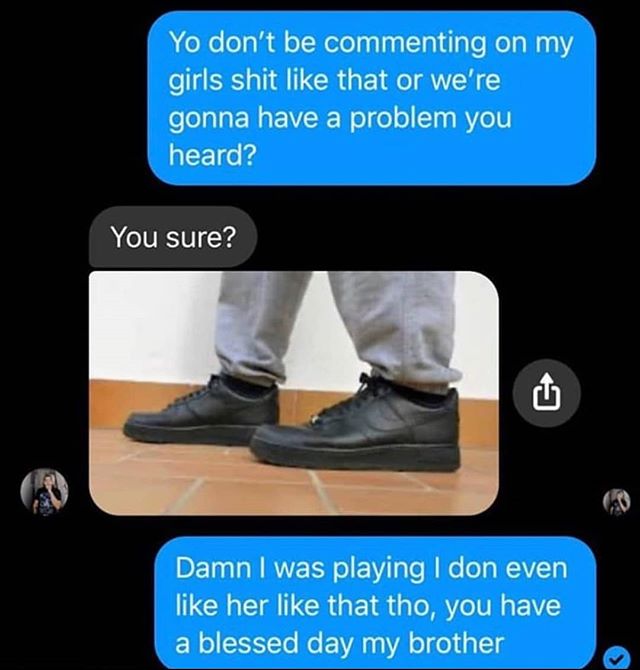 Yo don't be commenting on my
girls shit like that or we're
gonna have a problem you
heard?
You sure?
Damn I was playing I don even
like her like that tho, you have
a blessed day my brother